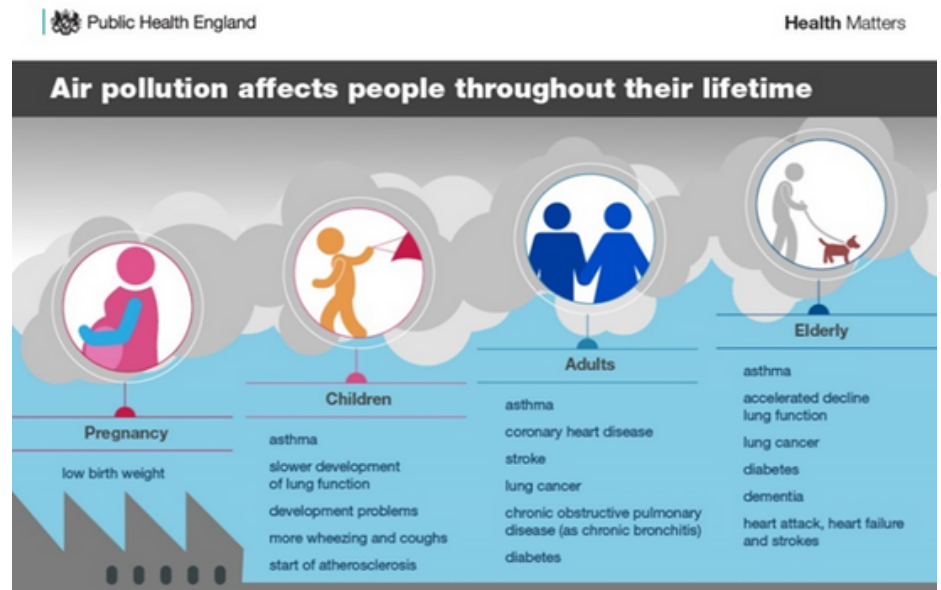 Public Health England
Health Matters
Air pollution affects people throughout their lifetime
Pregnancy
low birth weight
Children
asthma
slower development
of lung function
development problems
more wheezing and coughs
start of atherosclerosis
Adults
asthma
coronary heart disease
stroke
lung cancer
chronic obstructive pulmonary
disease (as chronic bronchitis)
diabetes
Elderly
asthma
accelerated decline
lung function
lung cancer
diabetes
dementia
heart attack, heart failure
and strokes